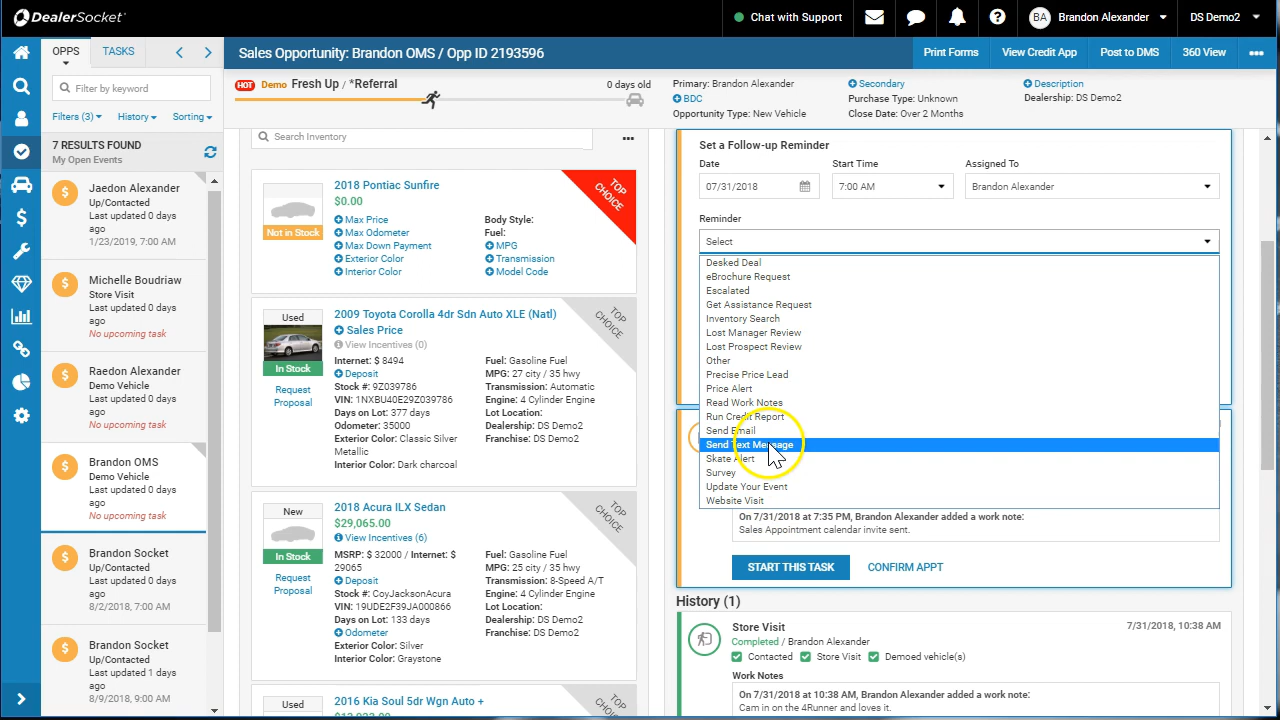 DealerSocket
Chat with Support
BA Brandon Alexander
DS Demo2
OPPS
TASKS
Sales Opportunity: Brandon OMS / Opp ID 2193596
Print Forms
View Credit App
Post to DMS
360 View
Filter by keyword
Filters (3)
History
Sorting
7 RESULTS FOUND
My Open Events
Jaedon Alexander
Up/Contacted
Last updated 0 days
ago
1/23/2019, 7:00 AM
Michelle Boudriaw
Store Visit
Last updated 0 days
ago
No upcoming task
Raedon Alexander
Demo Vehicle
Last updated 0 days
ago
No upcoming task
Brandon OMS
Demo Vehicle
Last updated 0 days
ago
No upcoming task
Brandon Socket
Up/Contacted
Last updated 0 days
ago
8/2/2018, 7:00 AM
Brandon Socket
Up/Contacted
Last updated 1 days
ago
8/9/2018, 9:00 AM
HOT Demo Fresh Up / *Referral
0 days old
Primary: Brandon Alexander
BDC
Opportunity Type: New Vehicle
Secondary
Purchase Type: Unknown
Close Date: Over 2 Months
Description
Dealership: DS Demo2
Search Inventory
2018 Pontiac Sunfire
$0.00
Not in Stock
Max Price
Max Odometer
Max Down Payment
Exterior Color
Interior Color
Body Style:
Fuel:
MPG
Transmission
Model Code
TOP
CHOICE
Used
In Stock
Request
Proposal
2009 Toyota Corolla 4dr Sdn Auto XLE (Natl)
Sales Price
View Incentives (0)
Internet: $ 8494
Deposit
Stock #: 9Z039786
VIN: 1NXBU40E29Z039786
Days on Lot: 377 days
Odometer: 35000
Exterior Color: Classic Silver
Metallic
Interior Color: Dark charcoal
Fuel: Gasoline Fuel
MPG: 27 city / 35 hwy
Transmission: Automatic
Engine: 4 Cylinder Engine
Lot Location:
Dealership: DS Demo2
Franchise: DS Demo2
TOP
CHOICE
New
In Stock
Request
Proposal
2018 Acura ILX Sedan
$29,065.00
View Incentives (6)
MSRP: $ 32000 / Internet: $
29065
Deposit
Stock #: CoyJacksonAcura
VIN: 19UDE2F39JA000866
Days on Lot: 133 days
Odometer
Exterior Color: Silver
Interior Color: Graystone
Fuel: Gasoline Fuel
MPG: 25 city / 35 hwy
Transmission: 8-Speed A/T
Engine: 4 Cylinder Engine
Lot Location:
Dealership: DS Demo2
Franchise: DS Demo2
TOP
CHOICE
Used
2016 Kia Soul 5dr Wgn Auto +
TOP
CHOICE
Set a Follow-up Reminder
Date
07/31/2018
Start Time
7:00 AM
Assigned To
Brandon Alexander
Reminder
Select
Desked Deal
eBrochure Request
Escalated
Get Assistance Request
Inventory Search
Lost Manager Review
Lost Prospect Review
Other
Precise Price Lead
Price Alert
Read Work Notes
Run Credit Report
Send Email
Send Text Message
Skate Alert
Survey
Update Your Event
Website Visit
On 7/31/2018 at 7:35 PM, Brandon Alexander added a work note:
Sales Appointment calendar invite sent.
START THIS TASK
CONFIRM APPT
History (1)
Store Visit
7/31/2018, 10:38 AM
Completed / Brandon Alexander
Contacted
Store Visit
Demoed vehicle(s)
Work Notes
On 7/31/2018 at 10:38 AM, Brandon Alexander added a work note:
Cam in on the 4Runner and loves it.